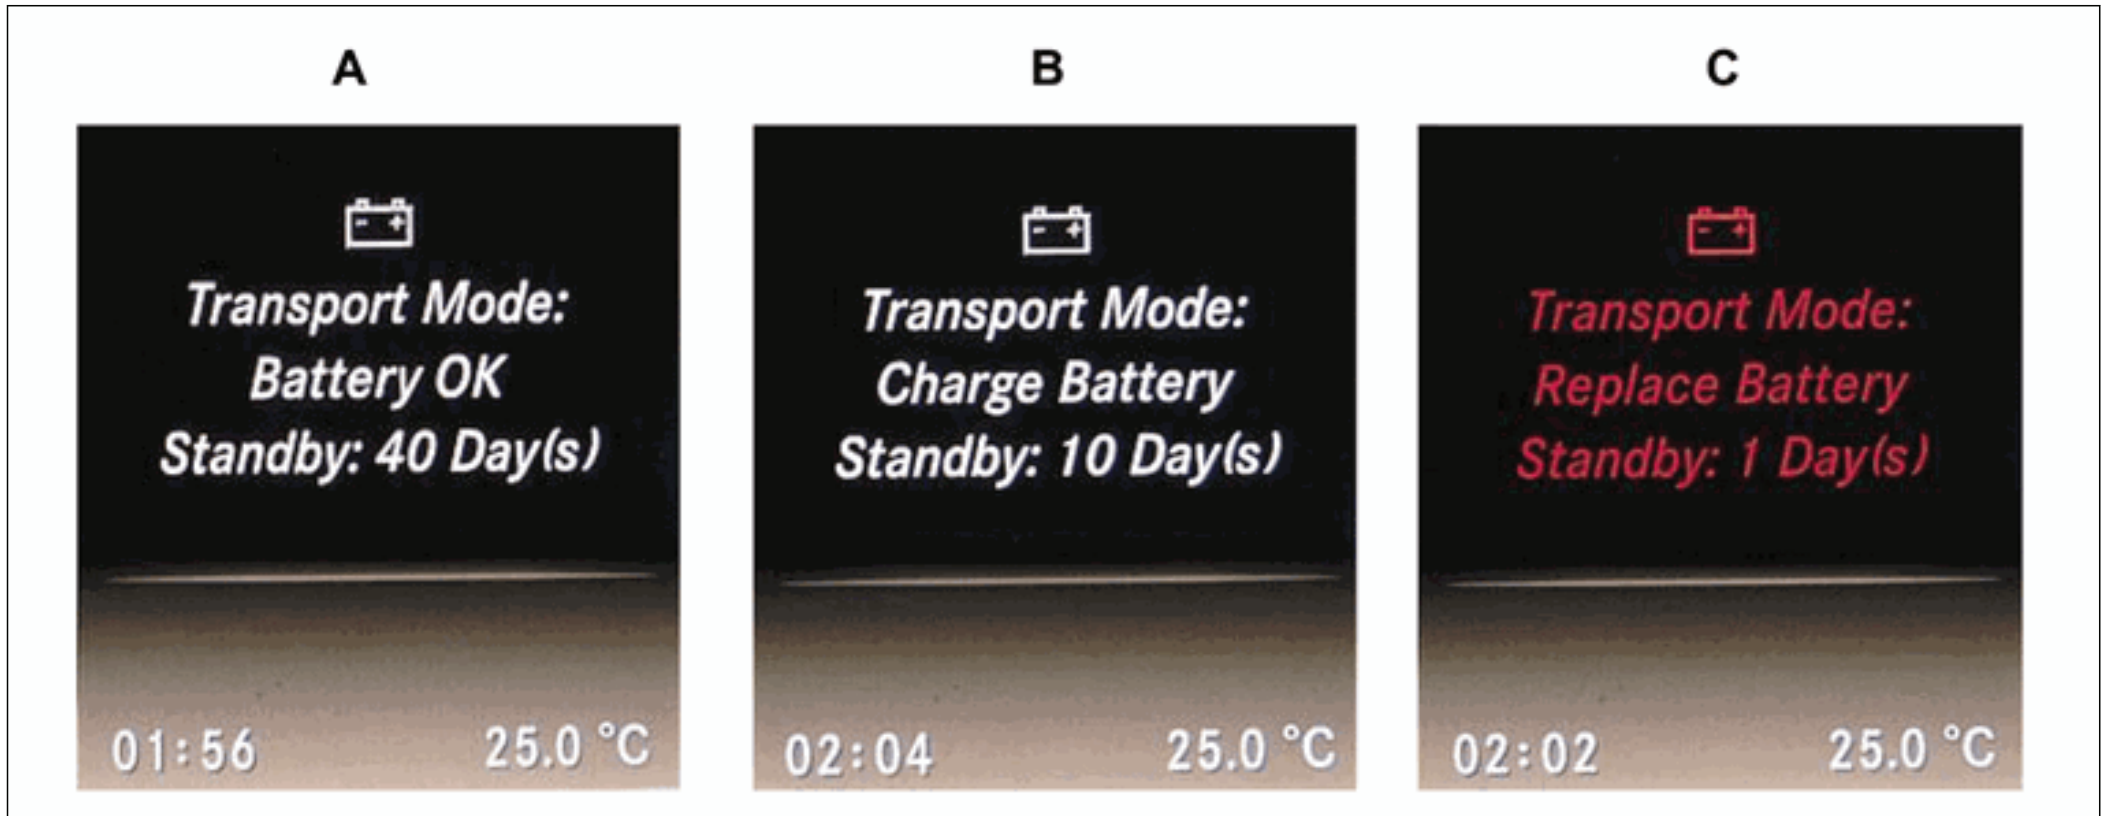 A
B
C
Transport Mode:
Battery OK
Standby: 40 Day(s)
01:56
25.0 °C
Transport Mode:
Charge Battery
Standby: 10 Day(s)
02:04
25.0 °C
Transport Mode:
Replace Battery
Standby: 1 Day(s)
02:02
25.0 °C